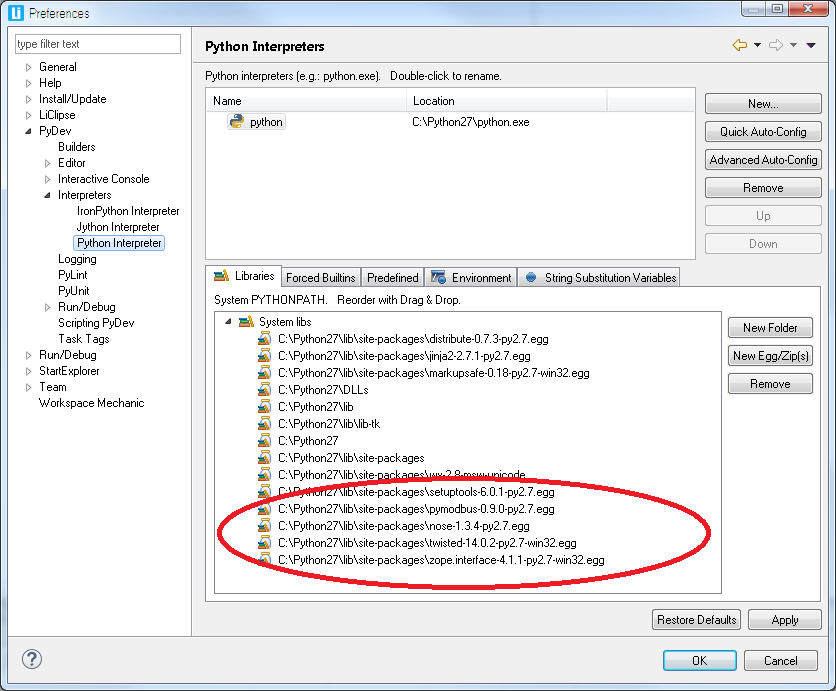 Preferences
type filter text
General
Help
Install/Update
LiClipse
PyDev
Builders
Editor
Interactive Console
Interpreters
IronPython Interpreter
Jython Interpreter
Python Interpreter
Logging
PyLint
PyUnit
Run/Debug
Scripting PyDev
Task Tags
Run/Debug
StartExplorer
Team
Workspace Mechanic
Python Interpreters
Python interpreters (e.g.: python.exe). Double-click to rename.
Name Location
python C:\Python27\python.exe
New...
Quick Auto-Config
Advanced Auto-Config
Remove
Up
Down
Libraries Forced Builtins Predefined Environment String Substitution Variables
System PYTHONPATH. Reorder with Drag & Drop.
System libs
C:\Python27\lib\site-packages\distribute-0.7.3-py2.7.egg
C:\Python27\lib\site-packages\jinja2-2.7.1-py2.7.egg
C:\Python27\lib\site-packages\markupsafe-0.18-py2.7-win32.egg
C:\Python27\DLLs
C:\Python27\lib
C:\Python27\lib\lib-tk
C:\Python27
C:\Python27\lib\site-packages
C:\Python27\lib\site-packages\wx-2.8-msw-unicode
C:\Python27\lib\site-packages\setuptools-6.0.1-py2.7.egg
C:\Python27\lib\site-packages\pymodbus-0.9.0-py2.7.egg
C:\Python27\lib\site-packages\nose-1.3.4-py2.7.egg
C:\Python27\lib\site-packages\twisted-14.0.2-py2.7-win32.egg
C:\Python27\lib\site-packages\zope.interface-4.1.1-py2.7-win32.egg
New Folder
New Egg/Zip(s)
Remove
Restore Defaults Apply
OK Cancel